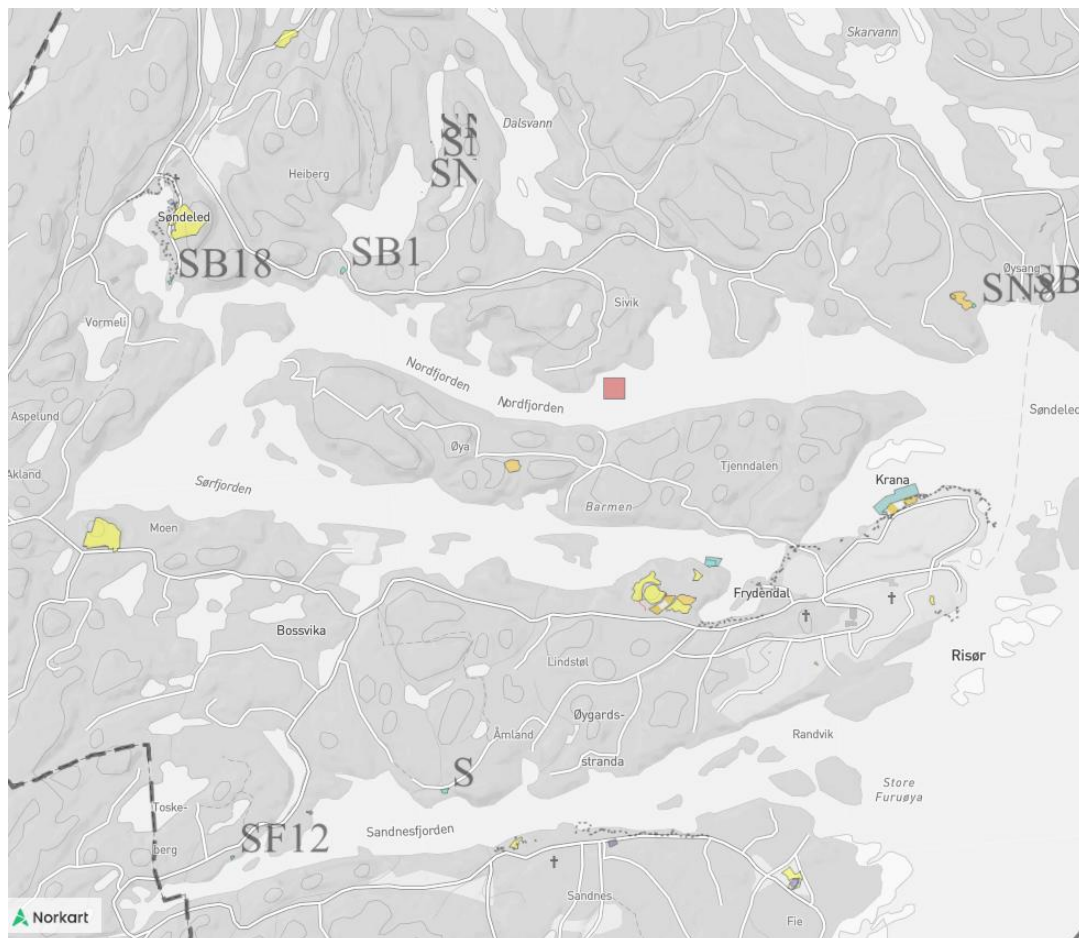 Skarvann
Dalsvann
SN
Heiberg
Søndeled
SB18
SB1
Øysang
SN8
SB
Sivik
Vormeli
Nordfjorden
Nordfjorden
Søndeled
Aspelund
Øya
Tjenndalen
Akland
Krana
Sørfjorden
Barmen
Moen
Frydendal
Bossvika
Lindstøl
Risør
Øygards-
stranda
Åmland
Randvik
S
Store
Furuøya
Toske-
berg
SF12
Sandnesfjorden
Sandnes
Fie
Norkart